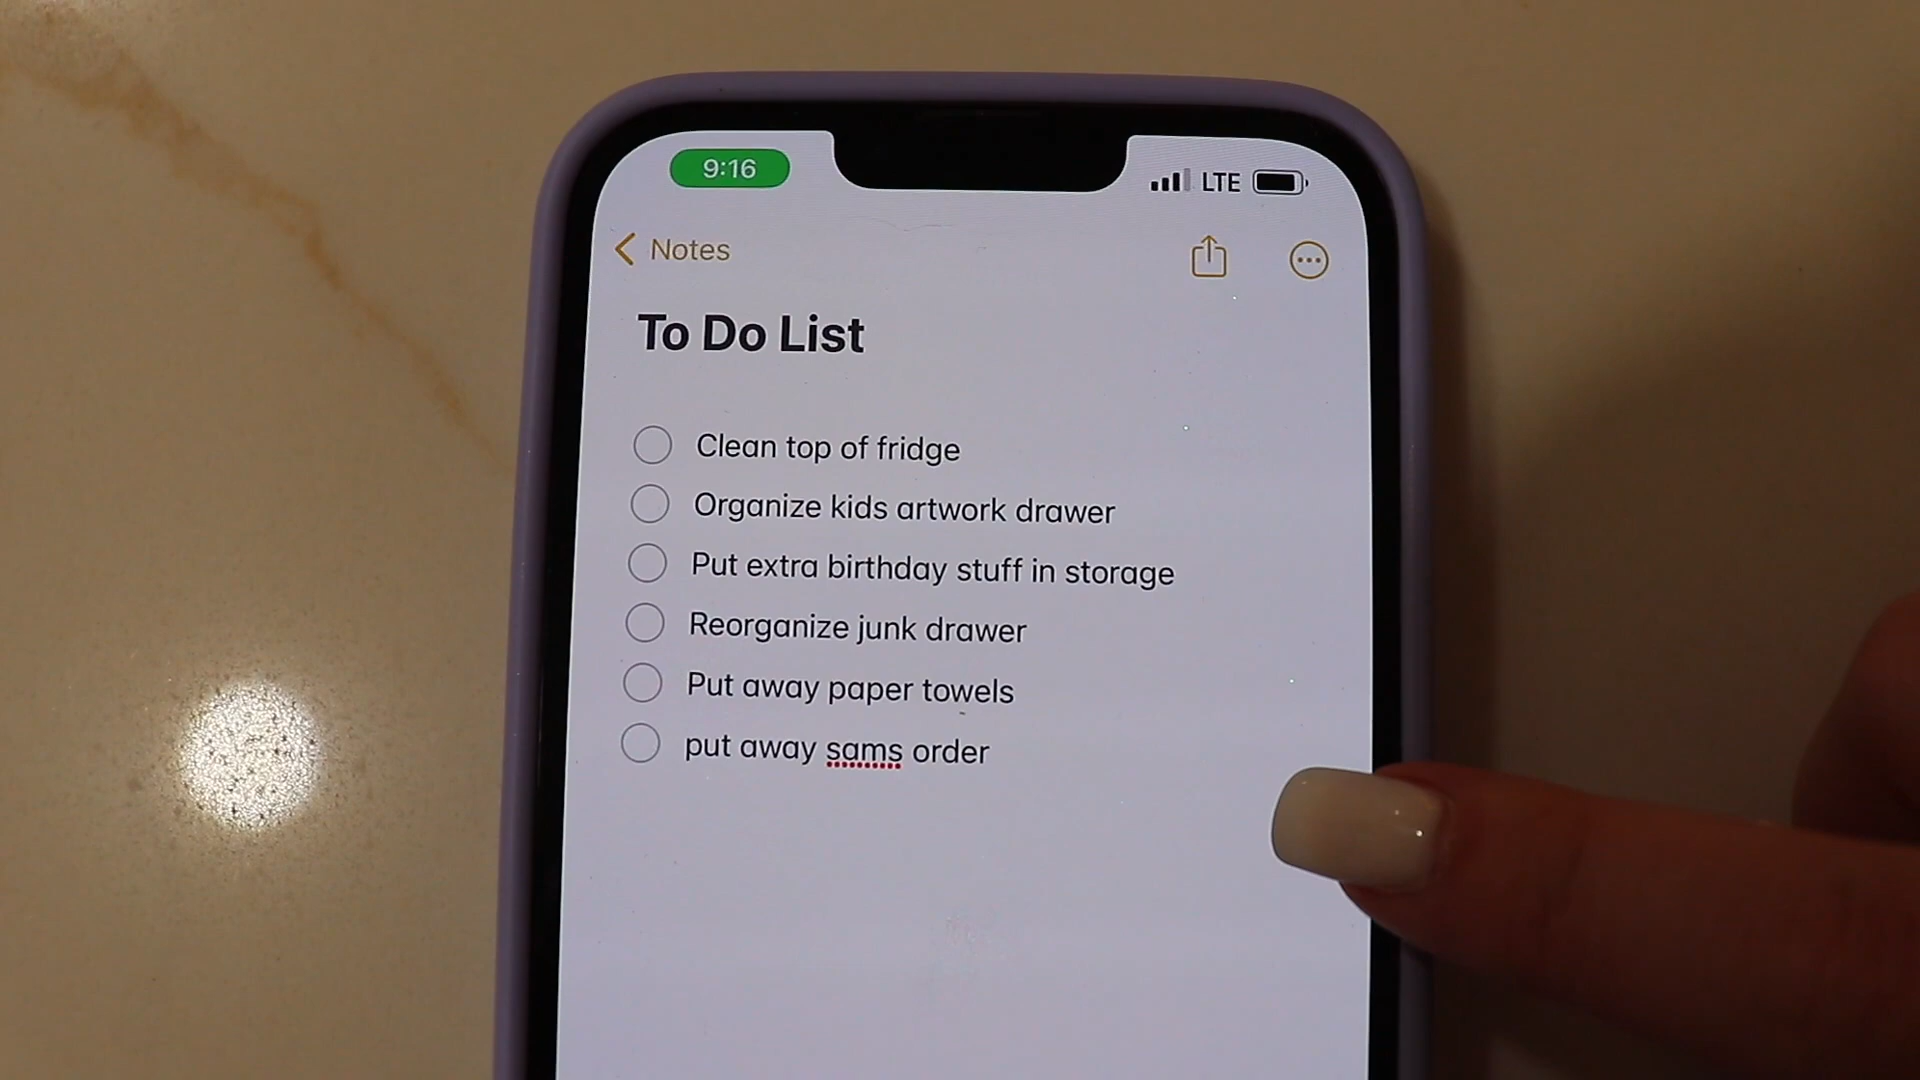 9:16
LTE
Notes
To Do List
Clean top of fridge
Organize kids artwork drawer
Put extra birthday stuff in storage
Reorganize junk drawer
Put away paper towels
put away sams order